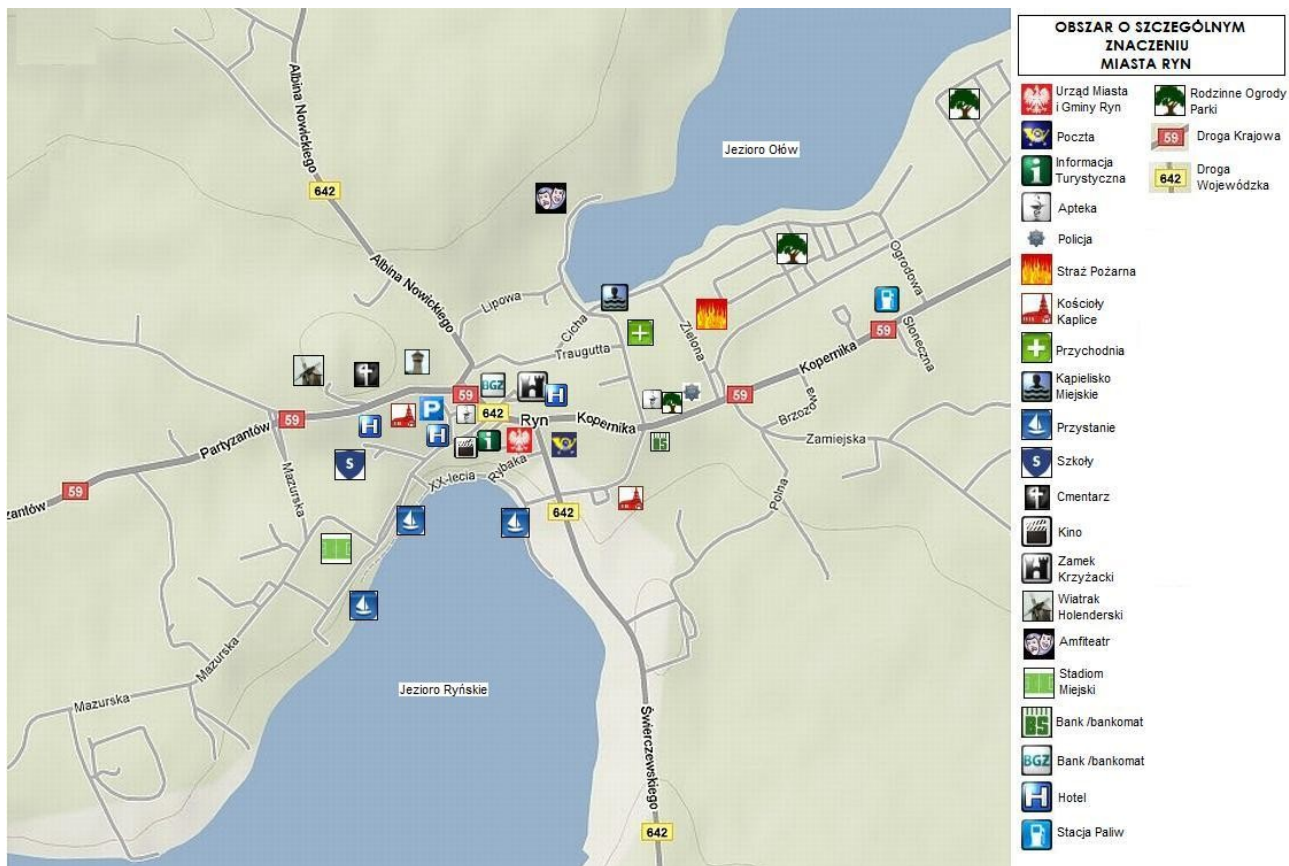 Albina Nowickiego
642
Albina Nowickiego
Jezioro Ołów
Lipowa
Cicha
Traugutta
Zielona
Ogrodowa
Słoneczna
59
Kopernika
BGZ
H
59
642
P
59
Ryn
Kopernika
59
Brzozowa
Zamiejska
Partyzantów
H
H
i
BS
S
Mazurska
XX-lecia
Rybaka
Polna
59
zantów
642
Mazurska
Mazurska
Jezioro Ryńskie
Świerczewskiego
642
OBSZAR O SZCZEGÓLNYM
ZNACZENIU
MIASTA RYN
Urząd Miasta
i Gminy Ryn
Poczta
i Informacja
Turystyczna
Apteka
Policja
Straż Pożarna
Kościoły
Kaplice
Przychodnia
Kąpielisko
Miejskie
Przystanie
S Szkoły
Cmentarz
Kino
Zamek
Krzyżacki
Wiatrak
Holenderski
Amfiteatr
Stadiom
Miejski
BS Bank /bankomat
BGZ Bank /bankomat
H Hotel
Stacja Paliw
Rodzinne Ogrody
Parki
59 Droga Krajowa
642 Droga
Wojewódzka